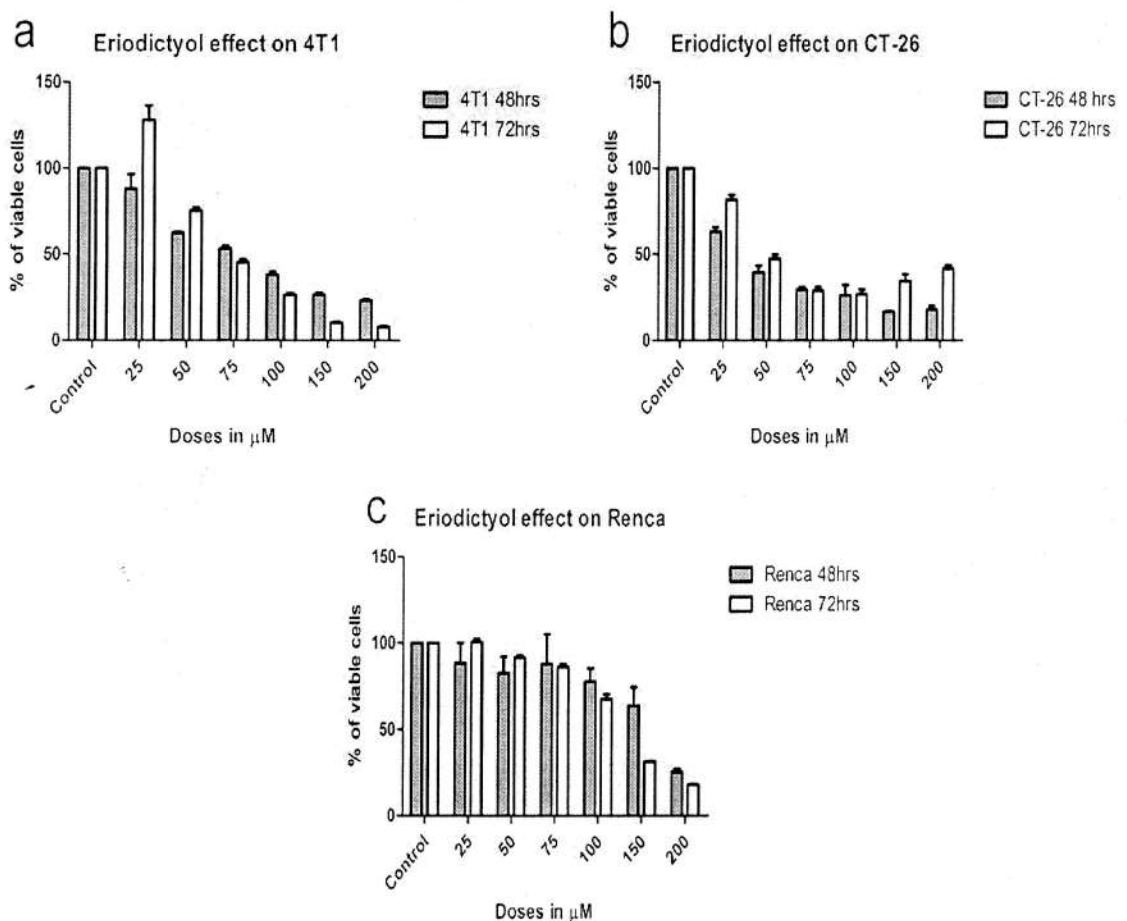 a
Eriodictyol effect on 4T1
4T1 48hrs
4T1 72hrs
% of viable cells
150
100
50
0
Control
25
50
75
100
150
200
Doses in μM
b
Eriodictyol effect on CT-26
CT-26 48 hrs
CT-26 72hrs
% of viable cells
150
100
50
0
Control
25
50
75
100
150
200
Doses in μM
c
Eriodictyol effect on Renca
Renca 48hrs
Renca 72hrs
% of viable cells
150
100
50
0
Control
25
50
75
100
150
200
Doses in μM